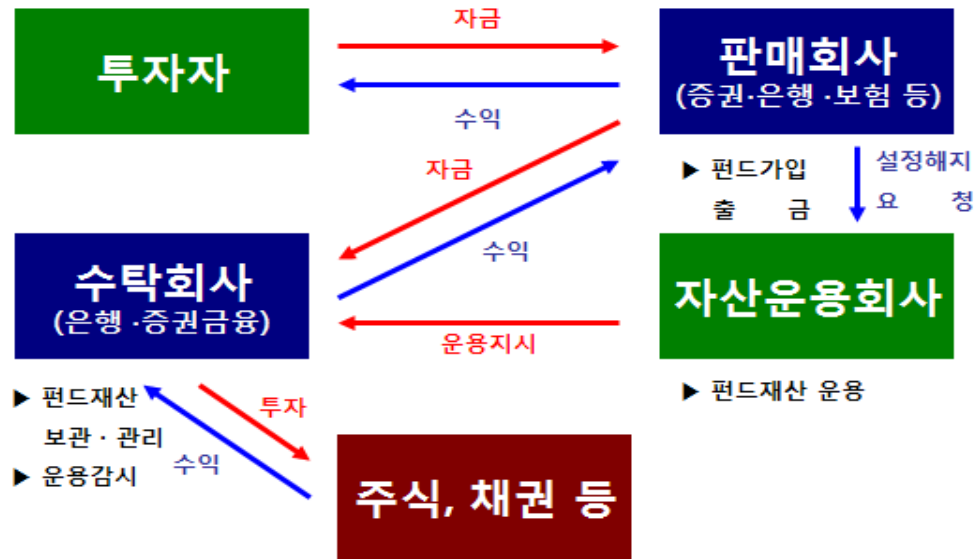 자금
투자자
판매회사
(증권·은행 ·보험 등)
수익
자금
▶ 펀드가입
출 금
설정해지
요 청
수익
수탁회사
(은행 ·증권금융)
자산운용회사
운용지시
▶ 펀드재산
보관 · 관리
▶ 운용감시
투자
수익
▶ 펀드재산 운용
주식, 채권 등